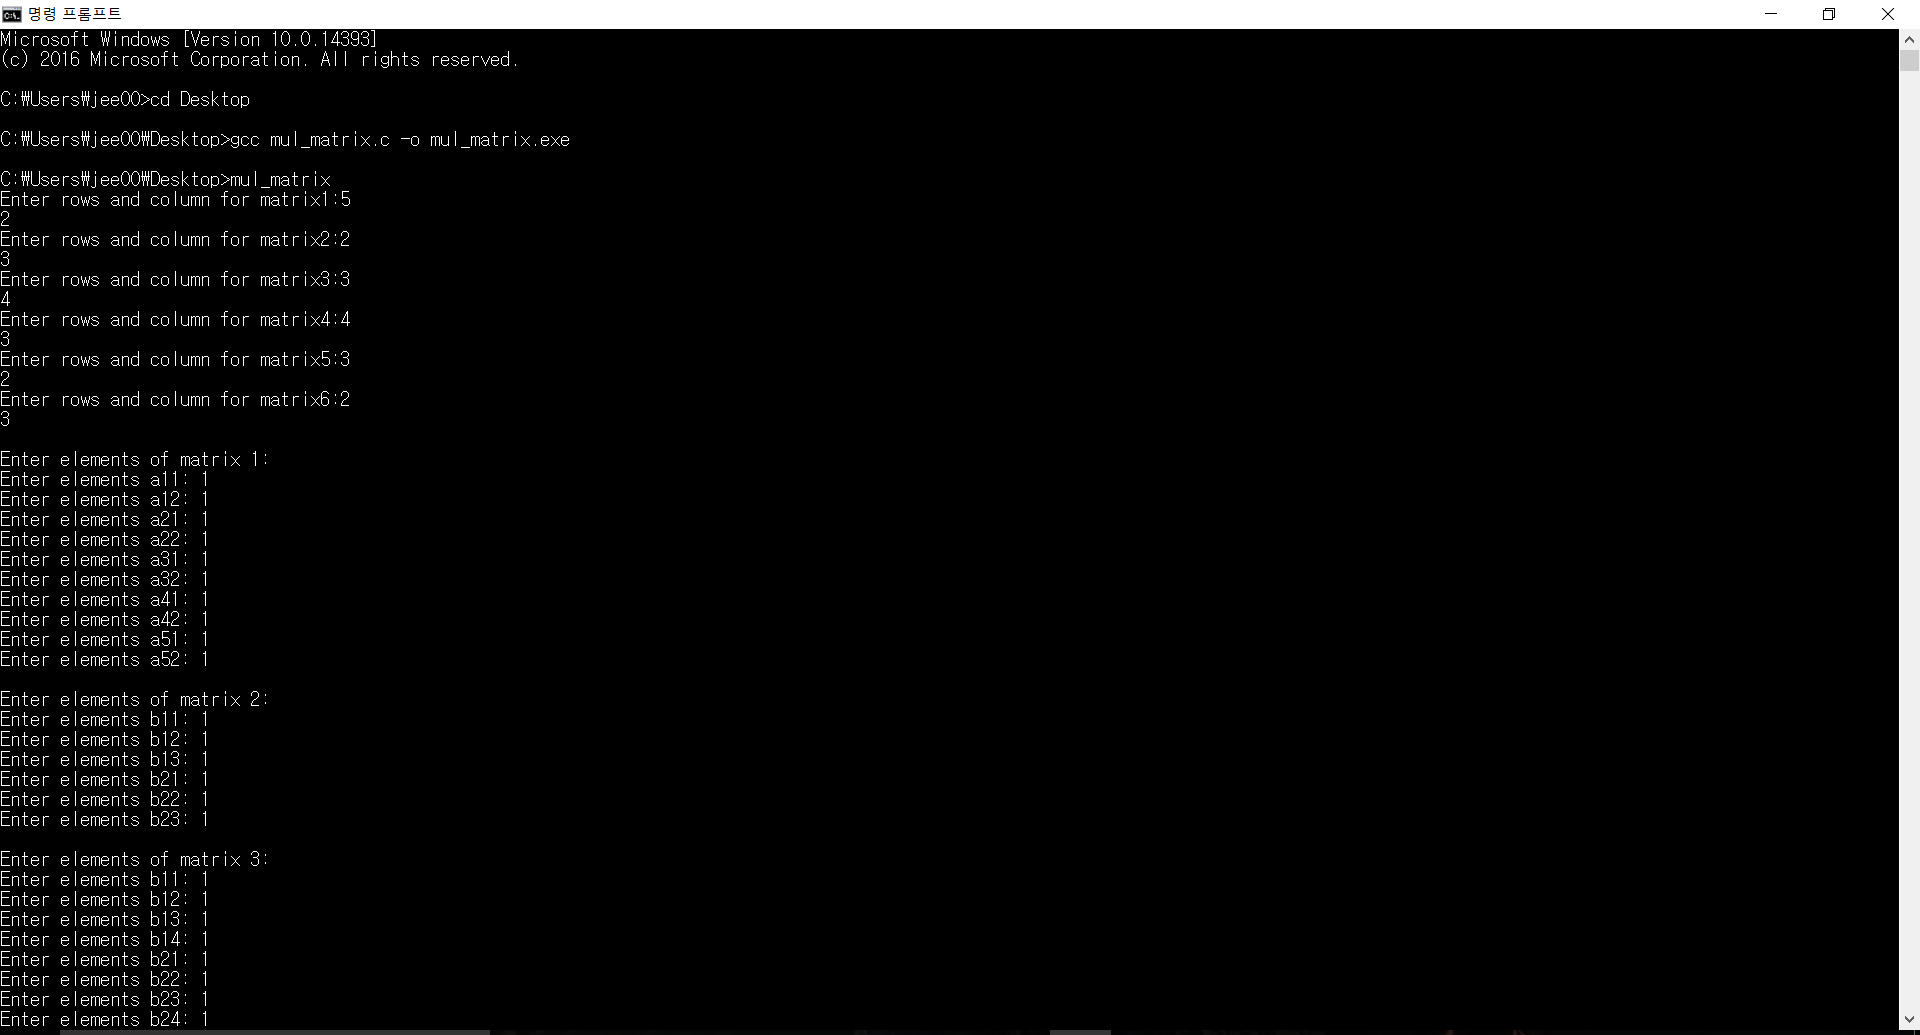 명령 프롬프트
Microsoft Windows [Version 10.0.14393]
(c) 2016 Microsoft Corporation. All rights reserved.
C:₩Users₩jee00>cd Desktop
C:₩Users₩jee00₩Desktop>gcc mul_matrix.c -o mul_matrix.exe
C:₩Users₩jee00₩Desktop>mul_matrix
Enter rows and column for matrix1:5
2
Enter rows and column for matrix2:2
3
Enter rows and column for matrix3:3
4
Enter rows and column for matrix4:4
3
Enter rows and column for matrix5:3
2
Enter rows and column for matrix6:2
3
Enter elements of matrix 1:
Enter elements a11: 1
Enter elements a12: 1
Enter elements a21: 1
Enter elements a22: 1
Enter elements a31: 1
Enter elements a32: 1
Enter elements a41: 1
Enter elements a42: 1
Enter elements a51: 1
Enter elements a52: 1
Enter elements of matrix 2:
Enter elements b11: 1
Enter elements b12: 1
Enter elements b13: 1
Enter elements b21: 1
Enter elements b22: 1
Enter elements b23: 1
Enter elements of matrix 3:
Enter elements b11: 1
Enter elements b12: 1
Enter elements b13: 1
Enter elements b14: 1
Enter elements b21: 1
Enter elements b22: 1
Enter elements b23: 1
Enter elements b24: 1